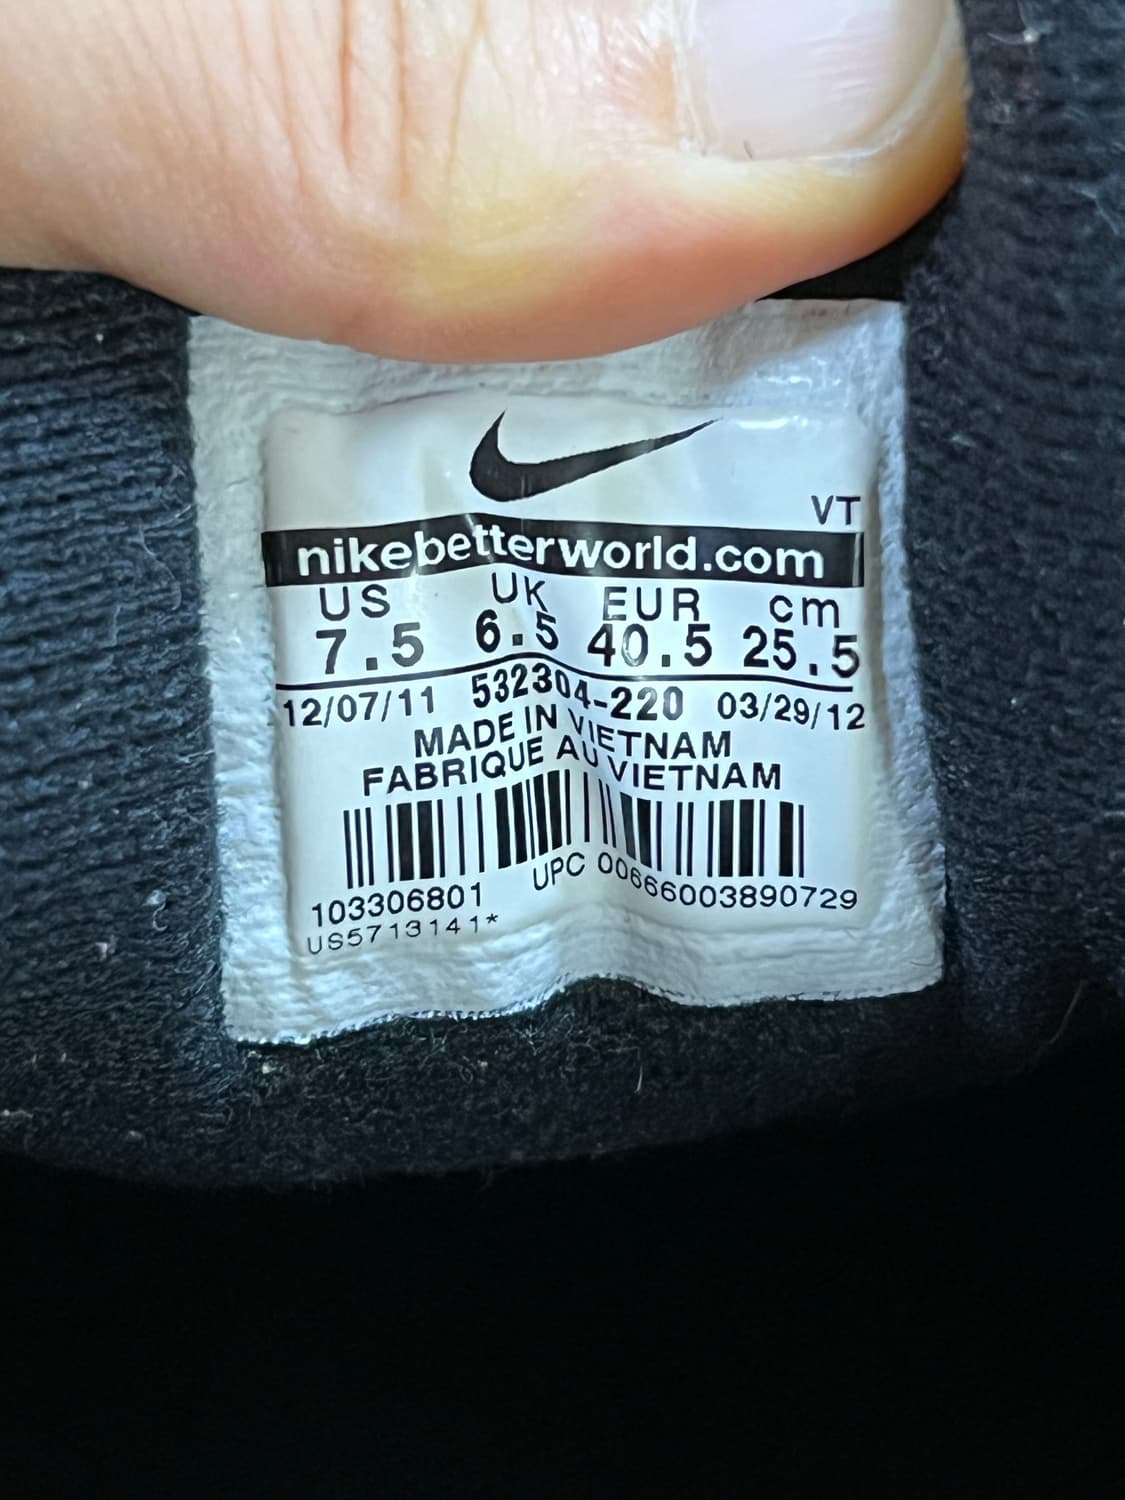 VT
nikebetterworld.com
US UK EUR cm
7.5 6.5 40.5 25.5
12/07/11 532304-220 03/29/12
MADE IN VIETNAM
FABRIQUE AU VIETNAM
103306801 UPC 00666003890729
US5713141*